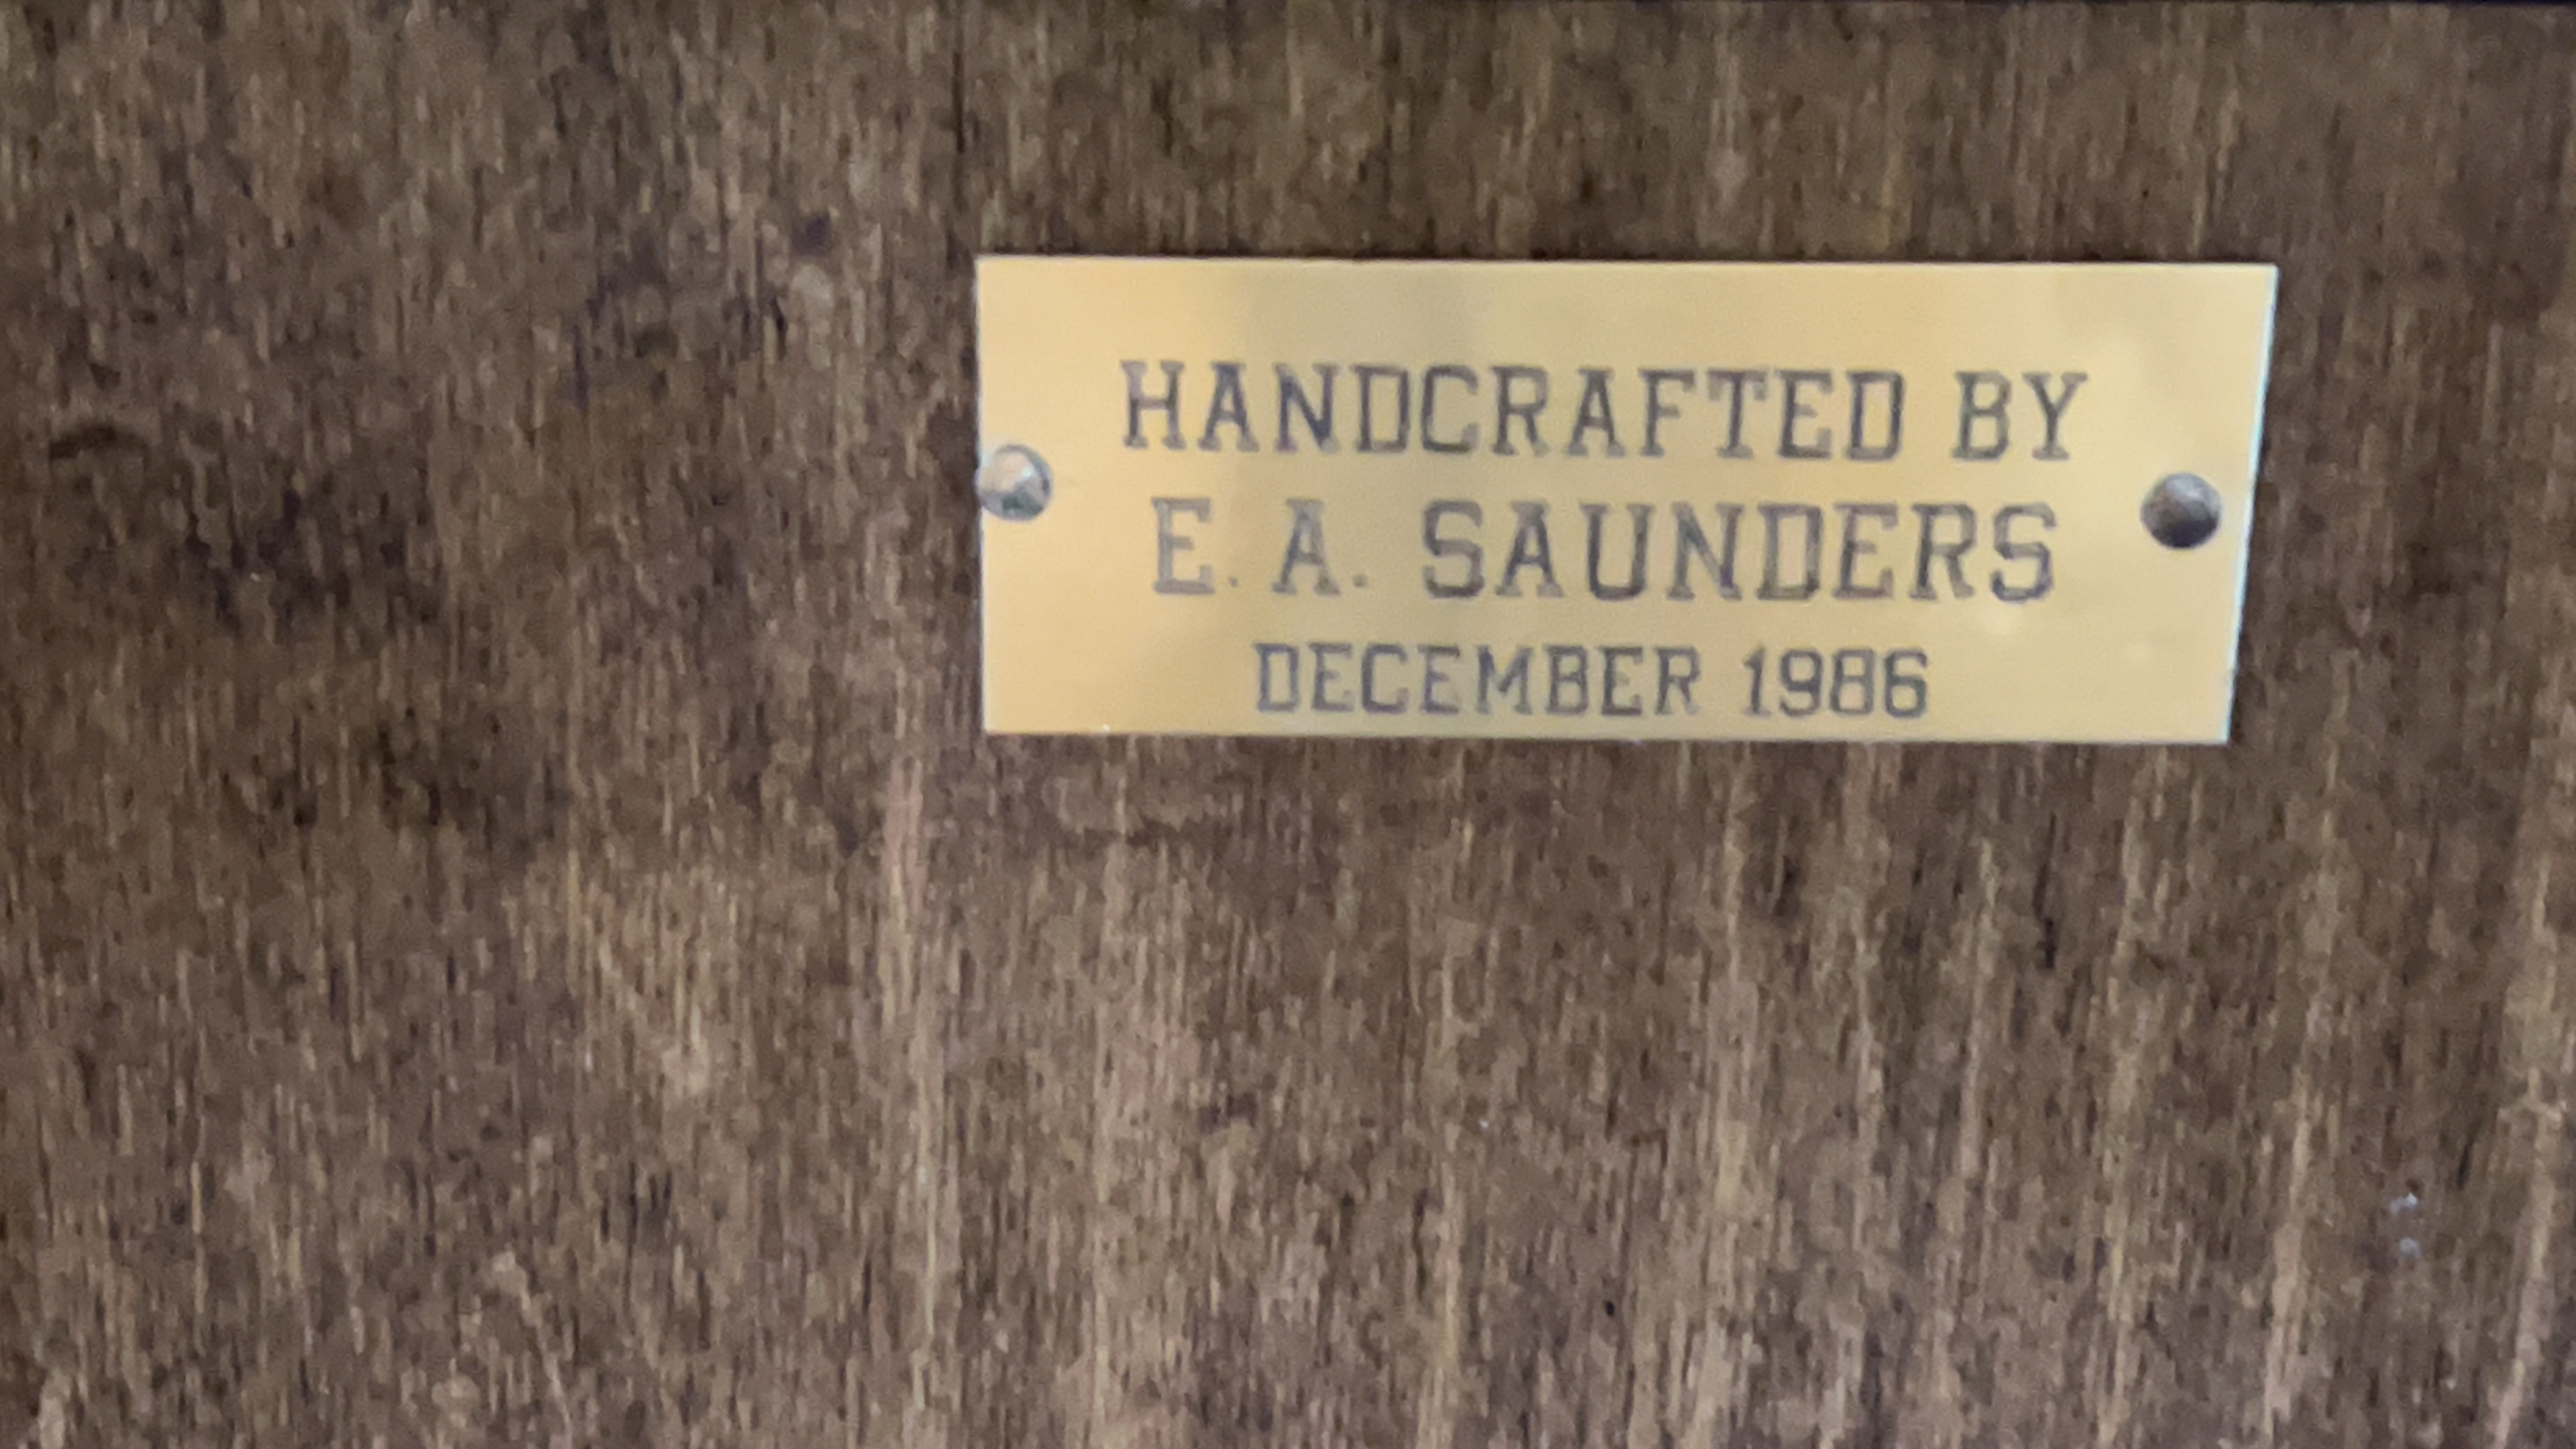 HANDCRAFTED BY
E. A. SAUNDERS
DECEMBER 1986